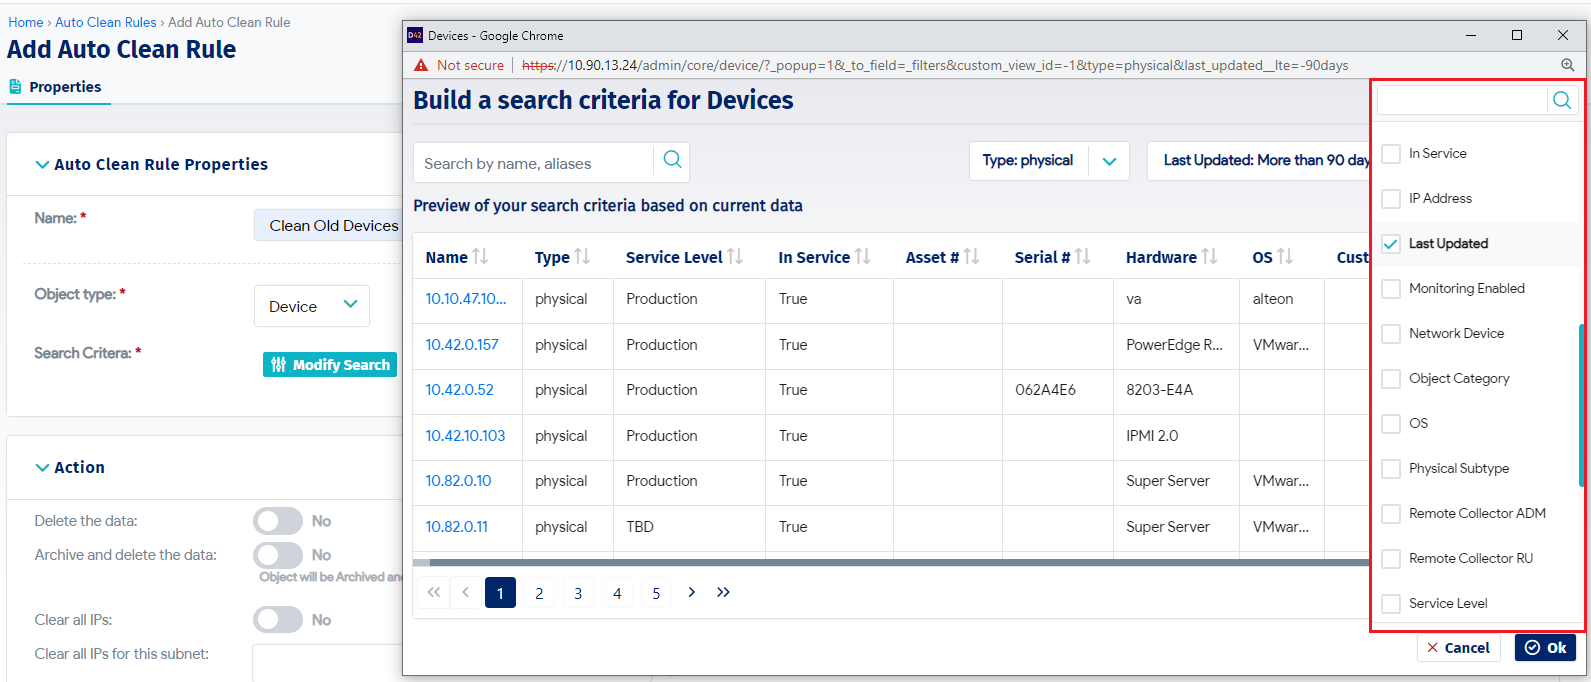 Home › Auto Clean Rules › Add Auto Clean Rule
Add Auto Clean Rule
Properties
Auto Clean Rule Properties
Name: *
Clean Old Devices
Object type: *
Device
Search Critera: *
Modify Search
Action
Delete the data:
No
Archive and delete the data:
No
Object will be Archived an
Clear all IPs:
No
Clear all IPs for this subnet:
D42 Devices - Google Chrome
Not secure https://10.90.13.24/admin/core/device/?_popup=1&_to_field=_filters&custom_view_id=-1&type=physical&last_updated__lte=-90days
Build a search criteria for Devices
Search by name, aliases
Type: physical
Last Updated: More than 90 day
Preview of your search criteria based on current data
Name Type Service Level In Service Asset # Serial # Hardware OS Cust
10.10.47.10... physical Production True va alteon
10.42.0.157 physical Production True PowerEdge R... VMwar...
10.42.0.52 physical Production True 062A4E6 8203-E4A
10.42.10.103 physical Production True IPMI 2.0
10.82.0.10 physical Production True Super Server VMwar...
10.82.0.11 physical TBD True Super Server VMwar...
« ‹ 1 2 3 4 5 › »
In Service
IP Address
Last Updated
Monitoring Enabled
Network Device
Object Category
OS
Physical Subtype
Remote Collector ADM
Remote Collector RU
Service Level
Cancel
Ok